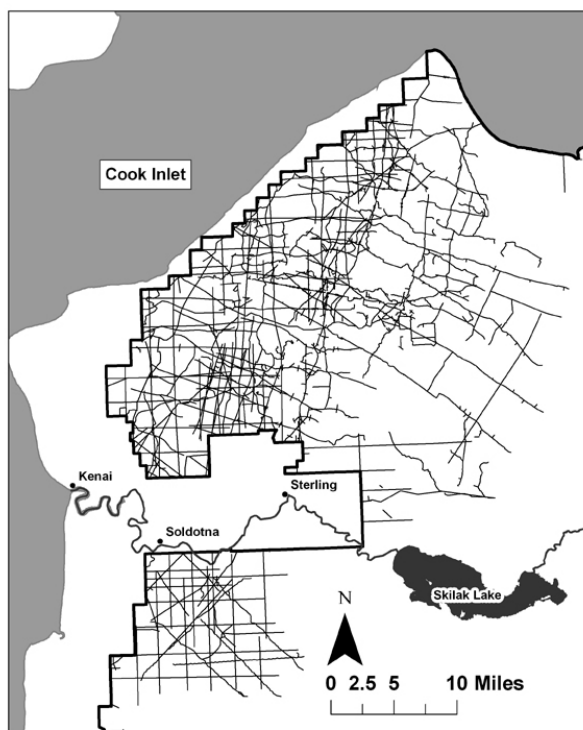 Cook Inlet
Kenai
Sterling
Soldotna
Skilak Lake
N
0 2.5 5 10 Miles